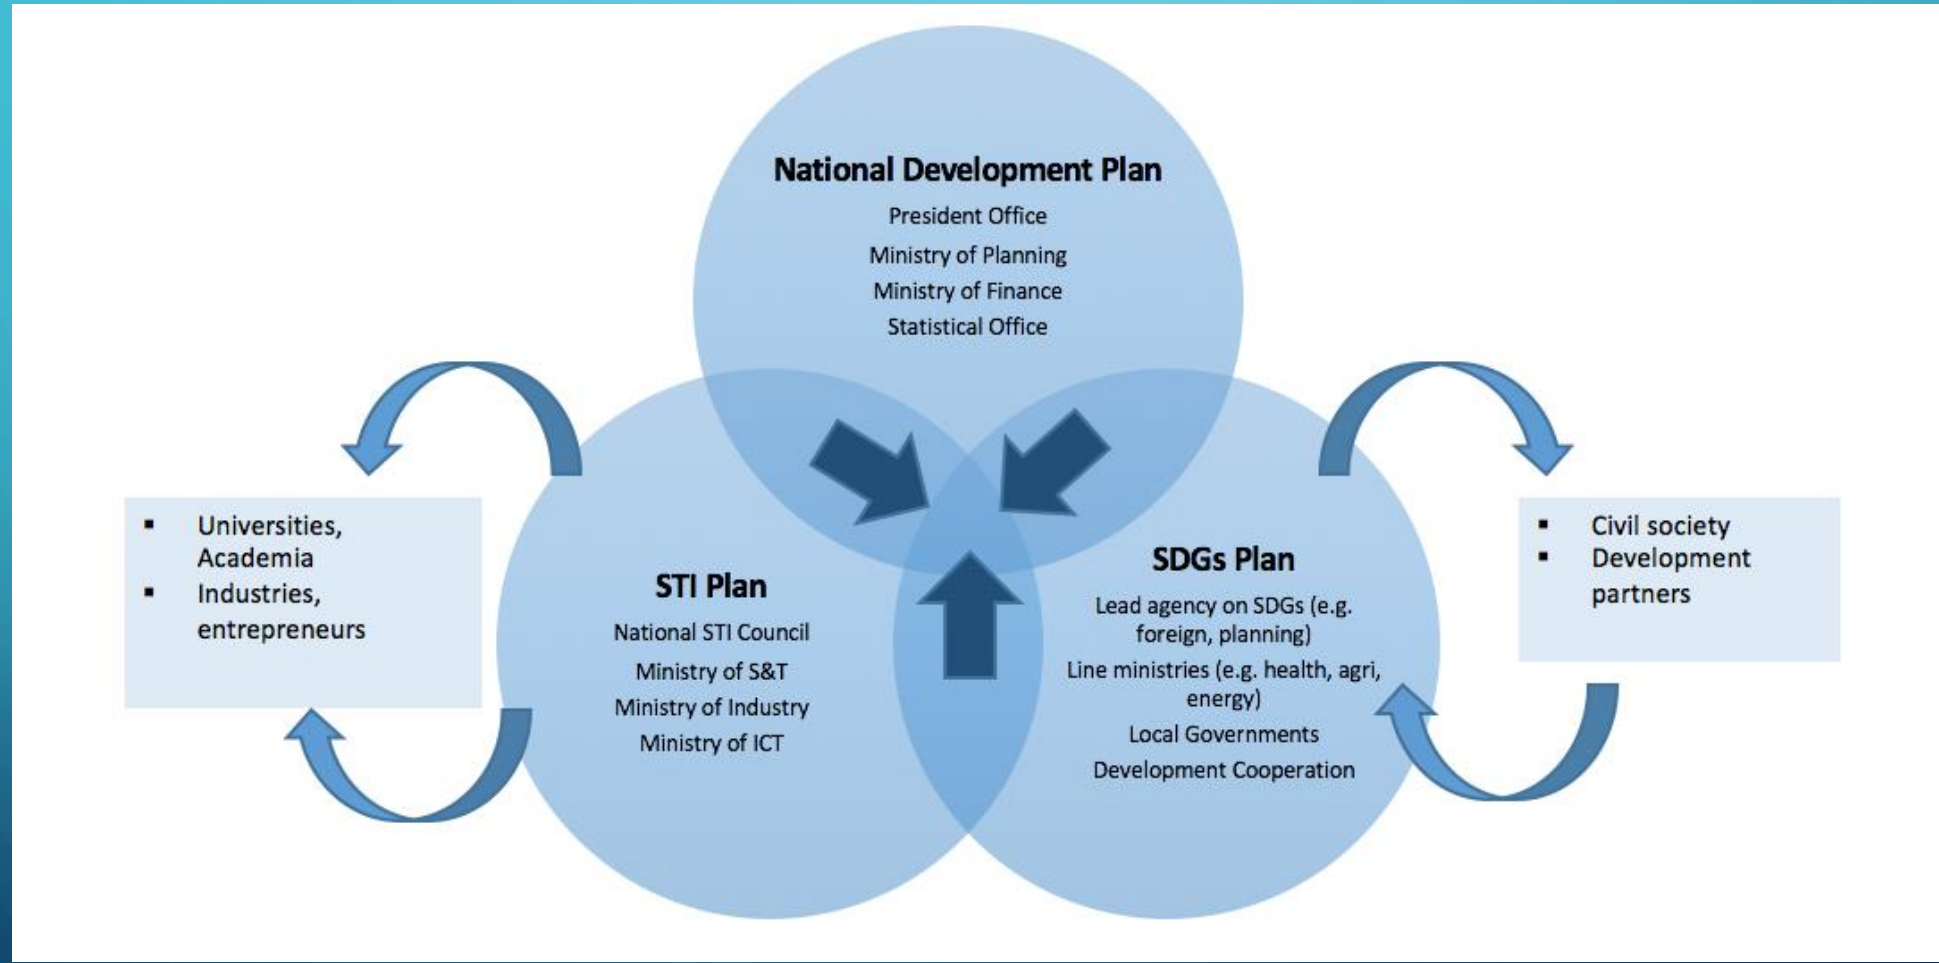 National Development Plan
President Office
Ministry of Planning
Ministry of Finance
Statistical Office
▪ Universities,
Academia
▪ Industries,
entrepreneurs
STI Plan
National STI Council
Ministry of S&T
Ministry of Industry
Ministry of ICT
SDGs Plan
Lead agency on SDGs (e.g.
foreign, planning)
Line ministries (e.g. health, agri,
energy)
Local Governments
Development Cooperation
▪ Civil society
▪ Development
partners